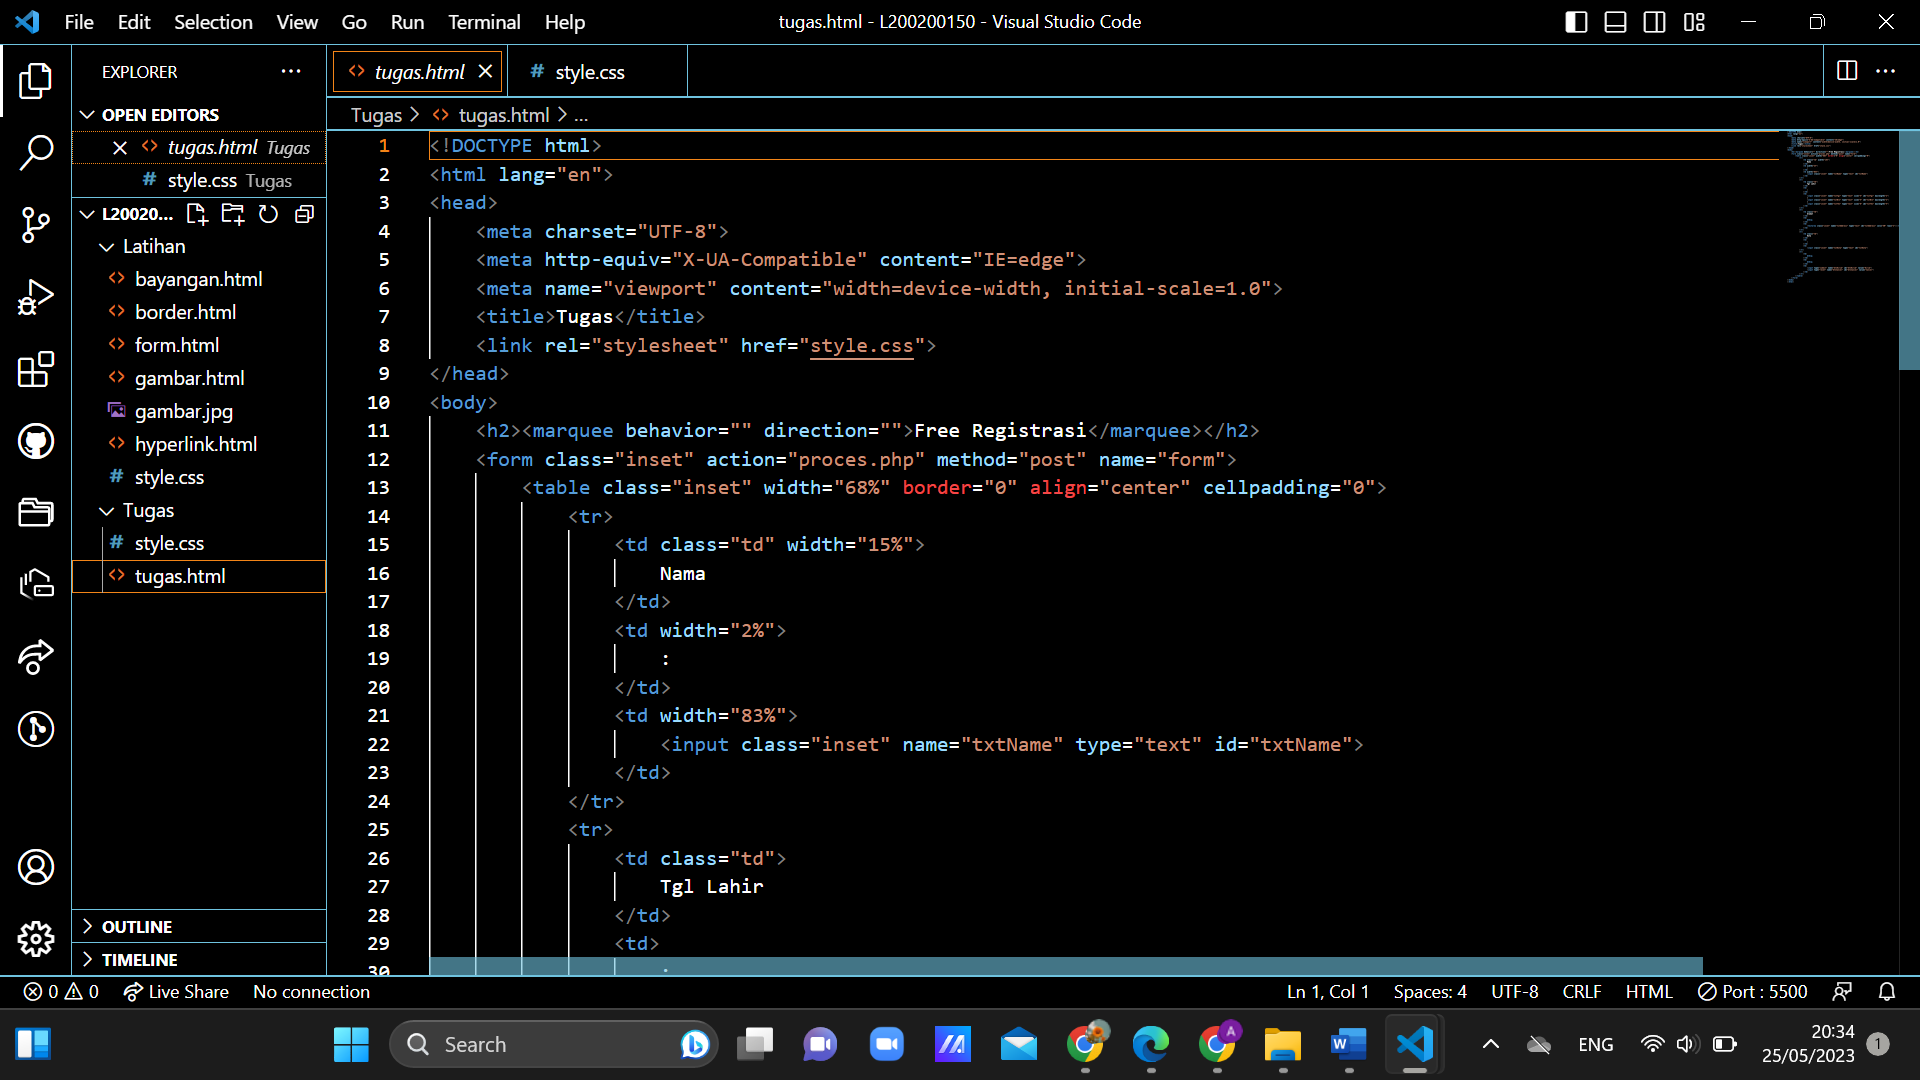 File Edit Selection View Go Run Terminal Help
tugas.html - L200200150 - Visual Studio Code
EXPLORER
OPEN EDITORS
tugas.html Tugas
style.css Tugas
L20020...
Latihan
bayangan.html
border.html
form.html
gambar.html
gambar.jpg
hyperlink.html
style.css
Tugas
style.css
tugas.html
OUTLINE
TIMELINE
tugas.html
style.css
Tugas > tugas.html > ...
1 <!DOCTYPE html>
2 <html lang="en">
3 <head>
4 <meta charset="UTF-8">
5 <meta http-equiv="X-UA-Compatible" content="IE=edge">
6 <meta name="viewport" content="width=device-width, initial-scale=1.0">
7 <title>Tugas</title>
8 <link rel="stylesheet" href="style.css">
9 </head>
10 <body>
11 <h2><marquee behavior="" direction="">Free Registrasi</marquee></h2>
12 <form class="inset" action="proces.php" method="post" name="form">
13 <table class="inset" width="68%" border="0" align="center" cellpadding="0">
14 <tr>
15 <td class="td" width="15%">
16 Nama
17 </td>
18 <td width="2%">
19 :
20 </td>
21 <td width="83%">
22 <input class="inset" name="txtName" type="text" id="txtName">
23 </td>
24 </tr>
25 <tr>
26 <td class="td">
27 Tgl Lahir
28 </td>
29 <td>
30 :
0 0 Live Share No connection
Ln 1, Col 1 Spaces: 4 UTF-8 CRLF HTML Port : 5500
Search
ENG
20:34
25/05/2023
1